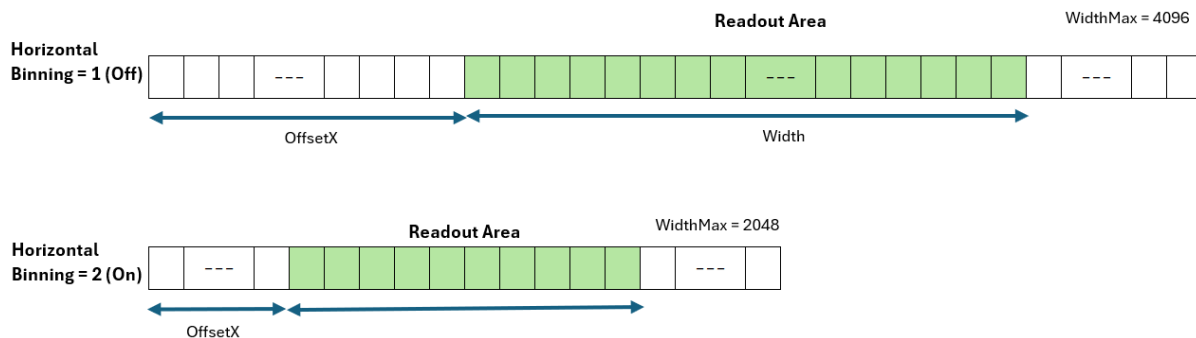 Readout Area
WidthMax = 4096
Horizontal
Binning = 1 (Off)
---
---
---
OffsetX
Width
Readout Area
WidthMax = 2048
Horizontal
Binning = 2 (On)
---
---
OffsetX